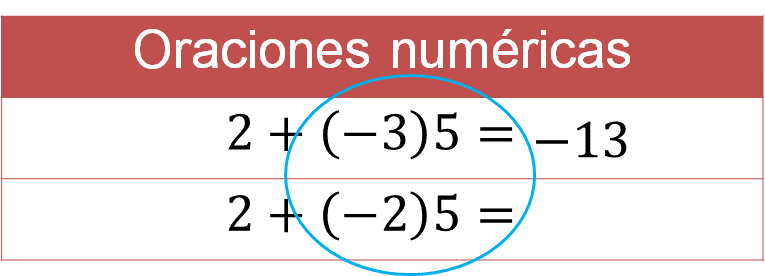 Oraciones numéricas
2 + (−3)5 = −13
2 + (−2)5 =